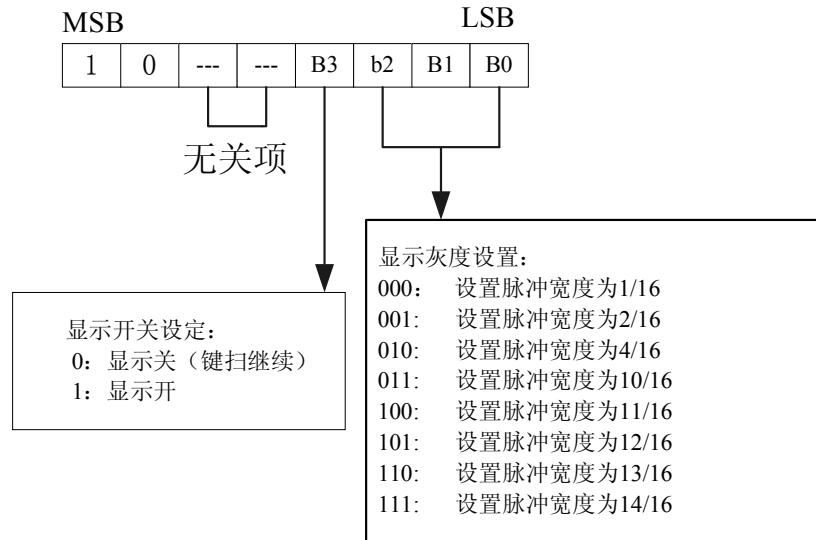 MSB LSB
1 0 --- --- B3 b2 B1 B0
无关项
显示开关设定：
0：显示关（键扫继续）
1：显示开
显示灰度设置：
000： 设置脉冲宽度为1/16
001: 设置脉冲宽度为2/16
010: 设置脉冲宽度为4/16
011: 设置脉冲宽度为10/16
100: 设置脉冲宽度为11/16
101: 设置脉冲宽度为12/16
110: 设置脉冲宽度为13/16
111: 设置脉冲宽度为14/16